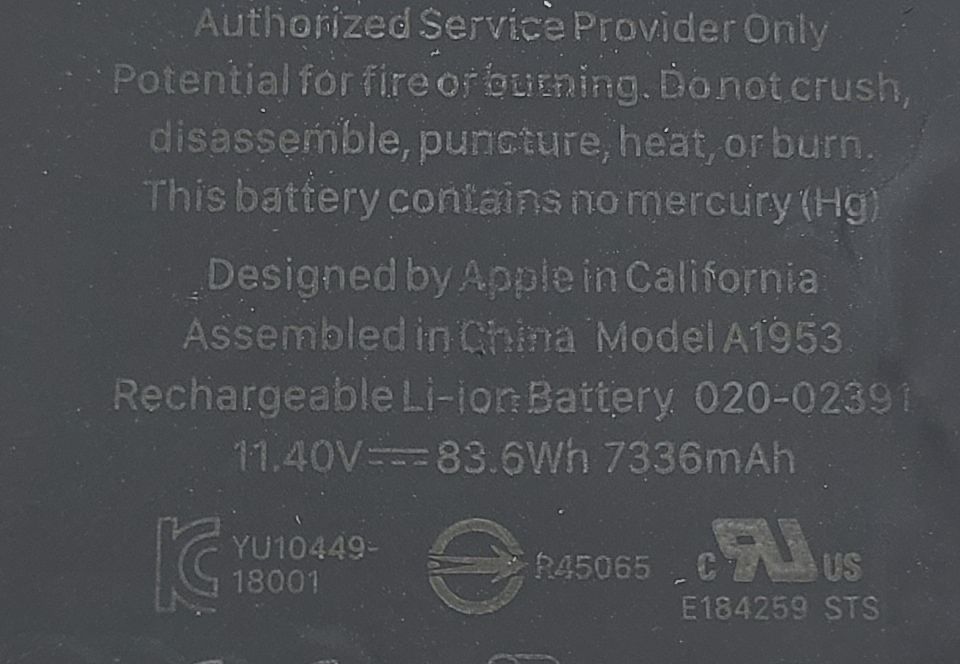 Authorized Service Provider Only
Potential for fire or burning. Do not crush,
disassemble, puncture, heat, or burn.
This battery contains no mercury (Hg)
Designed by Apple in California
Assembled in China Model A1953
Rechargeable Li-ion Battery 020-02391
11.40V⎓83.6Wh 7336mAh
YU10449-
18001
R45065
c RU US
E184259 STS